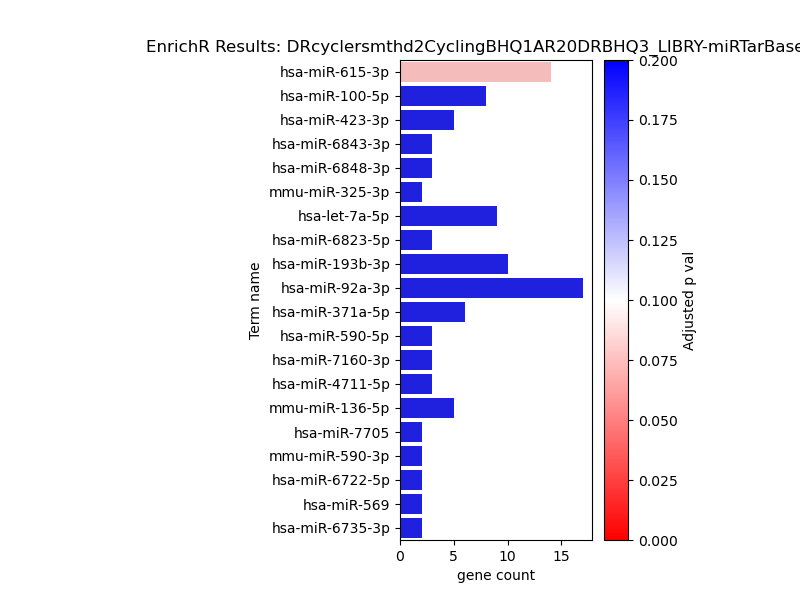 EnrichR Results: DRcyclersmthd2CyclingBHQ1AR20DRBHQ3_LIBRY-miRTarBase
hsa-miR-615-3p
hsa-miR-100-5p
hsa-miR-423-3p
hsa-miR-6843-3p
hsa-miR-6848-3p
mmu-miR-325-3p
hsa-let-7a-5p
hsa-miR-6823-5p
hsa-miR-193b-3p
hsa-miR-92a-3p
hsa-miR-371a-5p
hsa-miR-590-5p
hsa-miR-7160-3p
hsa-miR-4711-5p
mmu-miR-136-5p
hsa-miR-7705
mmu-miR-590-3p
hsa-miR-6722-5p
hsa-miR-569
hsa-miR-6735-3p
Term name
0 5 10 15
gene count
0.200
0.175
0.150
0.125
0.100
0.075
0.050
0.025
0.000
Adjusted p val